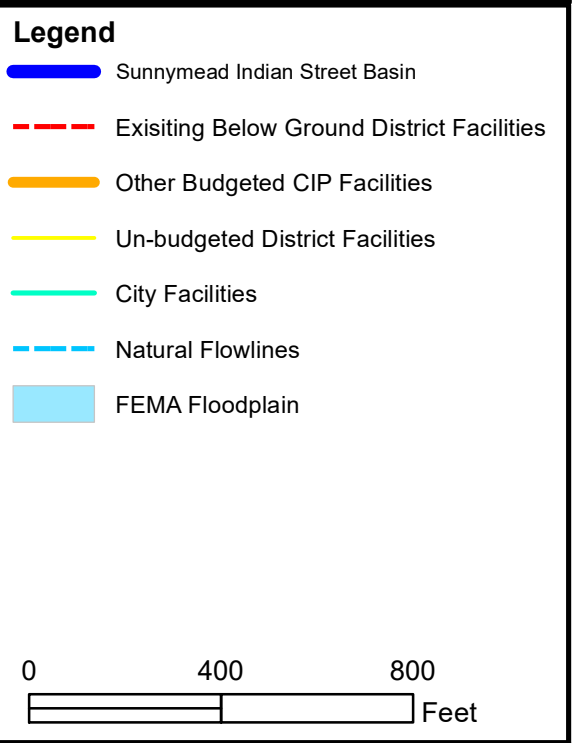 Legend
Sunnymead Indian Street Basin
Exisiting Below Ground District Facilities
Other Budgeted CIP Facilities
Un-budgeted District Facilities
City Facilities
Natural Flowlines
FEMA Floodplain
0 400 800
Feet